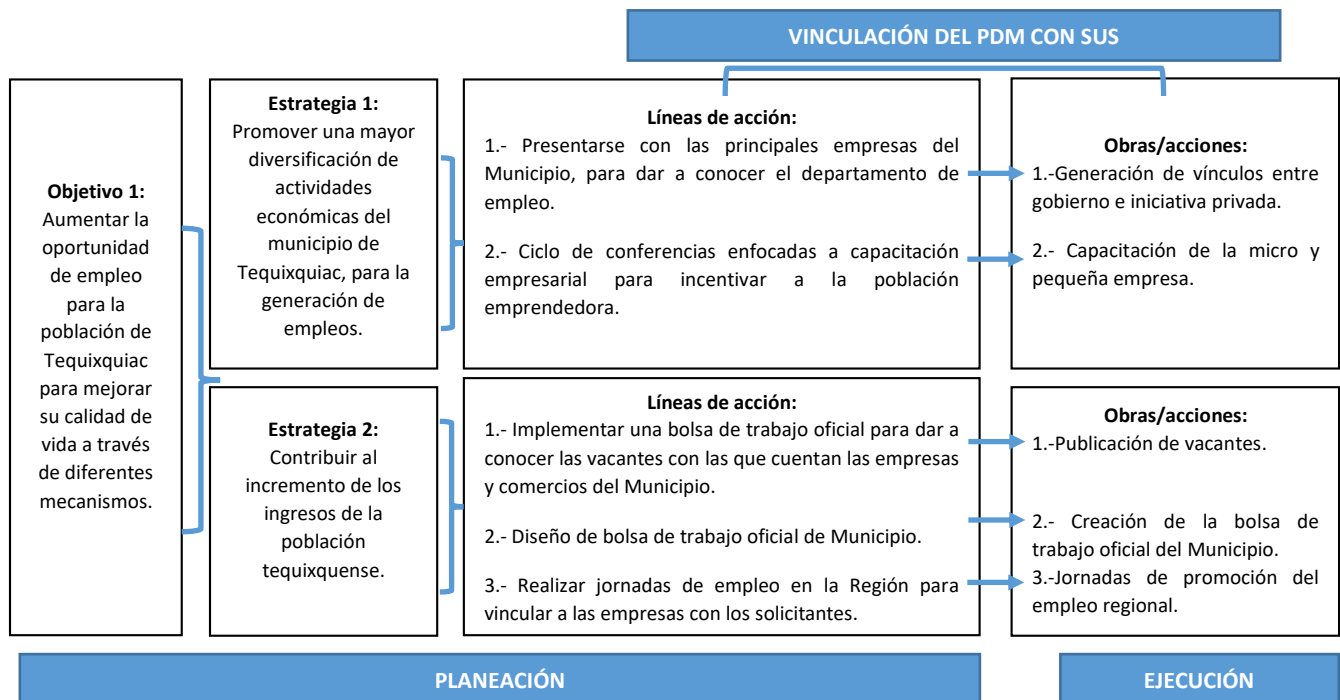 VINCULACIÓN DEL PDM CON SUS
Objetivo 1:
Aumentar la
oportunidad
de empleo
para la
población de
Tequixquiac
para mejorar
su calidad de
vida a través
de diferentes
mecanismos.
Estrategia 1:
Promover una mayor
diversificación de
actividades
económicas del
municipio de
Tequixquiac, para la
generación de
empleos.
Líneas de acción:
1.- Presentarse con las principales empresas del
Municipio, para dar a conocer el departamento de
empleo.
2.- Ciclo de conferencias enfocadas a capacitación
empresarial para incentivar a la población
emprendedora.
Obras/acciones:
1.-Generación de vínculos entre
gobierno e iniciativa privada.
2.- Capacitación de la micro y
pequeña empresa.
Estrategia 2:
Contribuir al
incremento de los
ingresos de la
población
tequixquense.
Líneas de acción:
1.- Implementar una bolsa de trabajo oficial para dar a
conocer las vacantes con las que cuentan las empresas
y comercios del Municipio.
2.- Diseño de bolsa de trabajo oficial de Municipio.
3.- Realizar jornadas de empleo en la Región para
vincular a las empresas con los solicitantes.
Obras/acciones:
1.-Publicación de vacantes.
2.- Creación de la bolsa de
trabajo oficial del Municipio.
3.-Jornadas de promoción del
empleo regional.
PLANEACIÓN
EJECUCIÓN